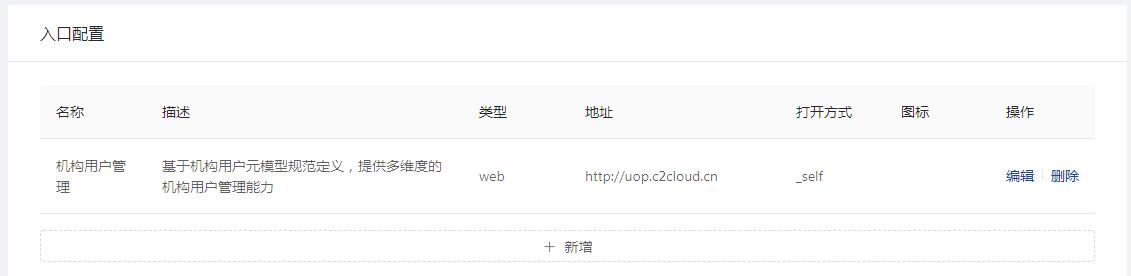 入口配置
名称 描述 类型 地址 打开方式 图标 操作
机构用户管 基于机构用户元模型规范定义，提供多维度的
理 机构用户管理能力
web http://uop.c2cloud.cn _self 编辑 删除
+ 新增